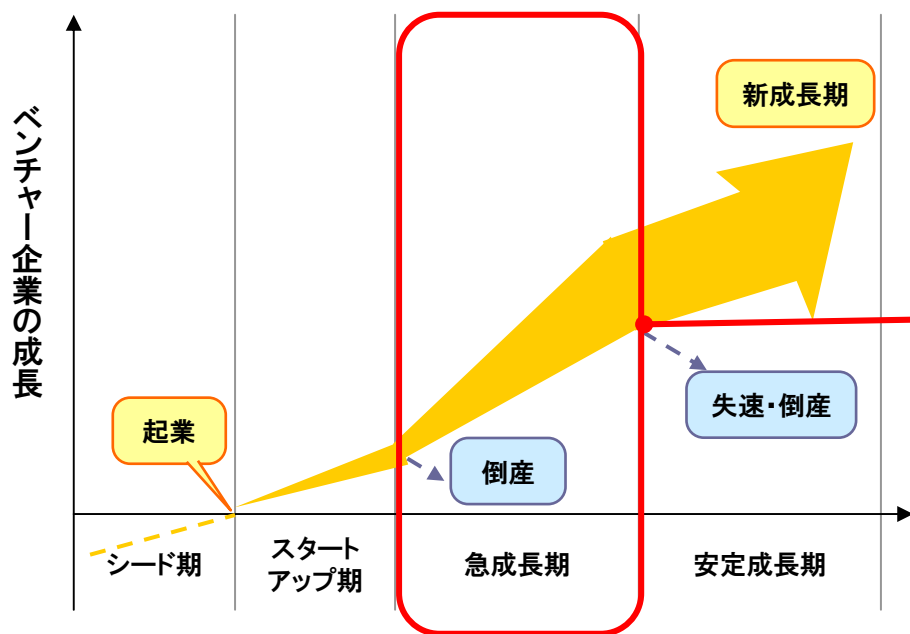 ベンチャー企業の成長
新成長期
起業
倒産
失速・倒産
シード期
スタート
アップ期
急成長期
安定成長期